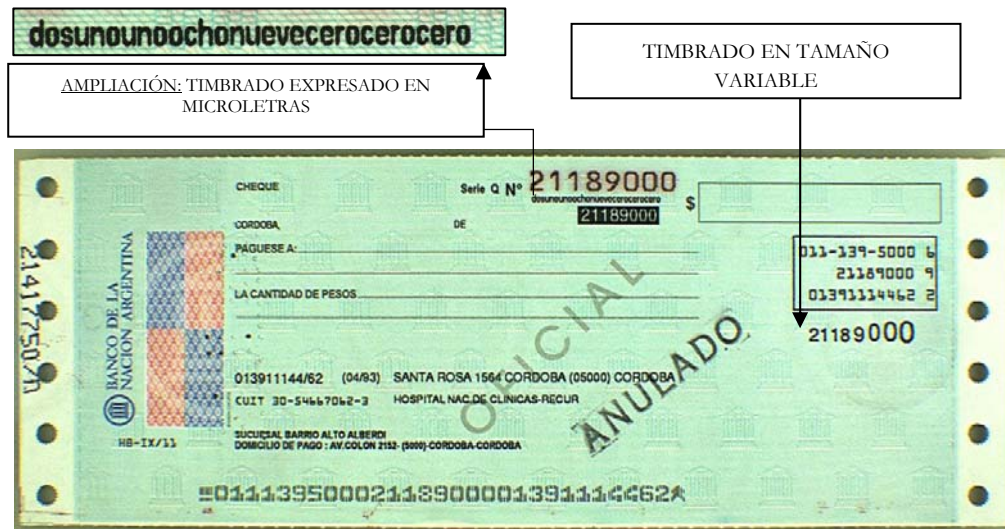 dosunounoochonuevecerocerocero
AMPLIACIÓN: TIMBRADO EXPRESADO EN
MICROLETRAS
TIMBRADO EN TAMAÑO
VARIABLE
CHEQUE
Serie Q Nº 21189000
dosunounoochonuevecerocerocero
21189000
$
CORDOBA,
DE
PAGUESE A:
LA CANTIDAD DE PESOS
011-139-5000 6
21189000 9
01391114462 2
21189000
BANCO DE LA
NACION ARGENTINA
OFICIAL
ANULADO
013911144/62 (04/93) SANTA ROSA 1564 CORDOBA (05000) CORDOBA
CUIT 30-54667062-3 HOSPITAL NAC.DE CLINICAS-RECUR
SUCURSAL BARRIO ALTO ALBERDI
DOMICILIO DE PAGO : AV.COLON 2152- (5000)-CORDOBA-CORDOBA
HB-IX/11
01113950002118900001391114462